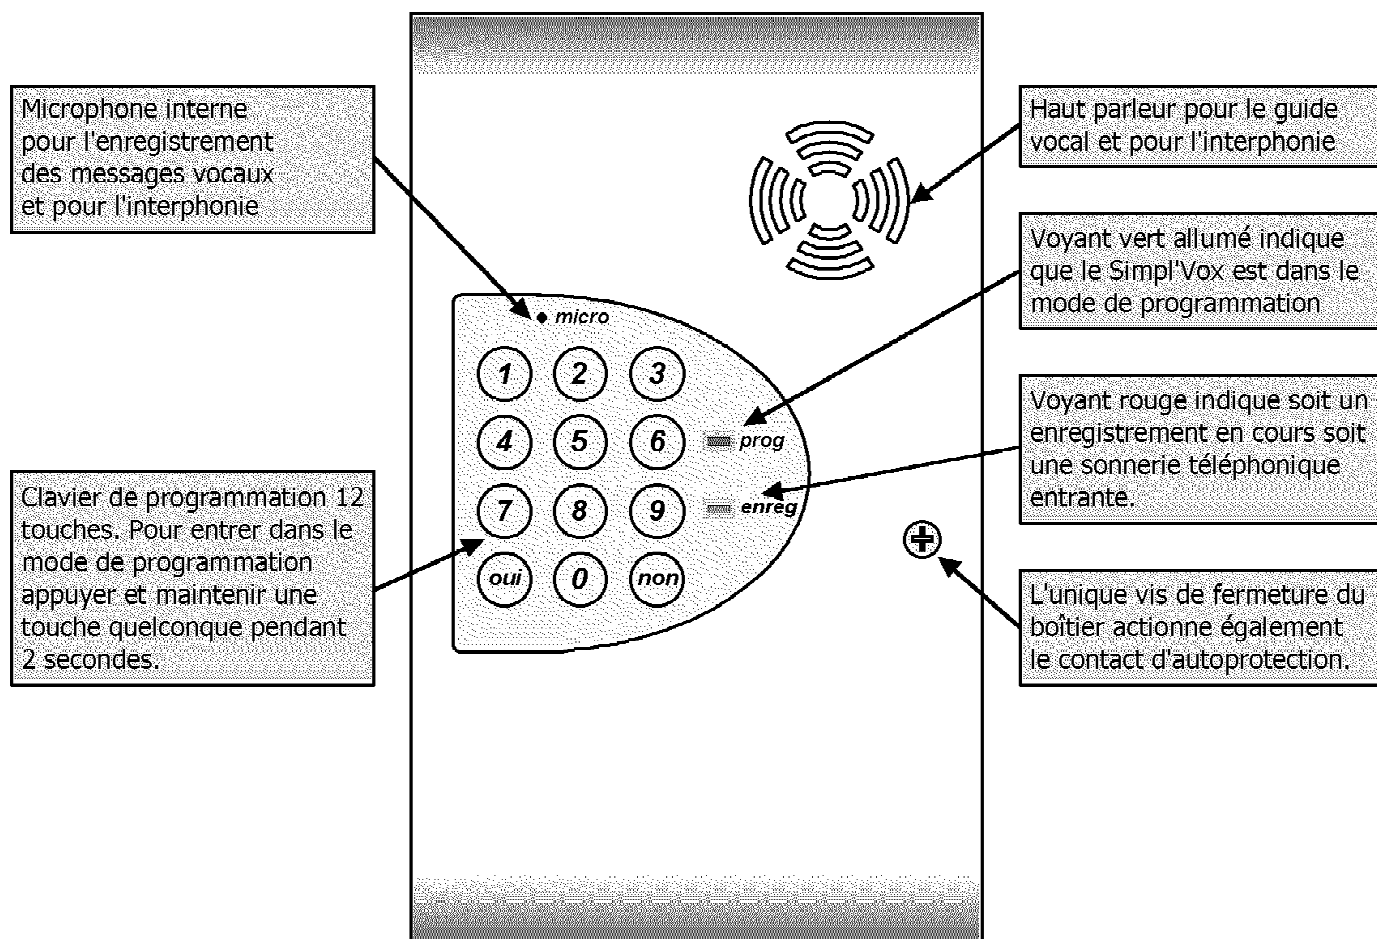 Microphone interne
pour l'enregistrement
des messages vocaux
et pour l'interphonie
Clavier de programmation 12
touches. Pour entrer dans le
mode de programmation
appuyer et maintenir une
touche quelconque pendant
2 secondes.
micro
1 2 3
4 5 6 prog
7 8 9 enreg
oui 0 non
Haut parleur pour le guide
vocal et pour l'interphonie
Voyant vert allumé indique
que le Simpl'Vox est dans le
mode de programmation
Voyant rouge indique soit un
enregistrement en cours soit
une sonnerie téléphonique
entrante.
L'unique vis de fermeture du
boîtier actionne également
le contact d'autoprotection.